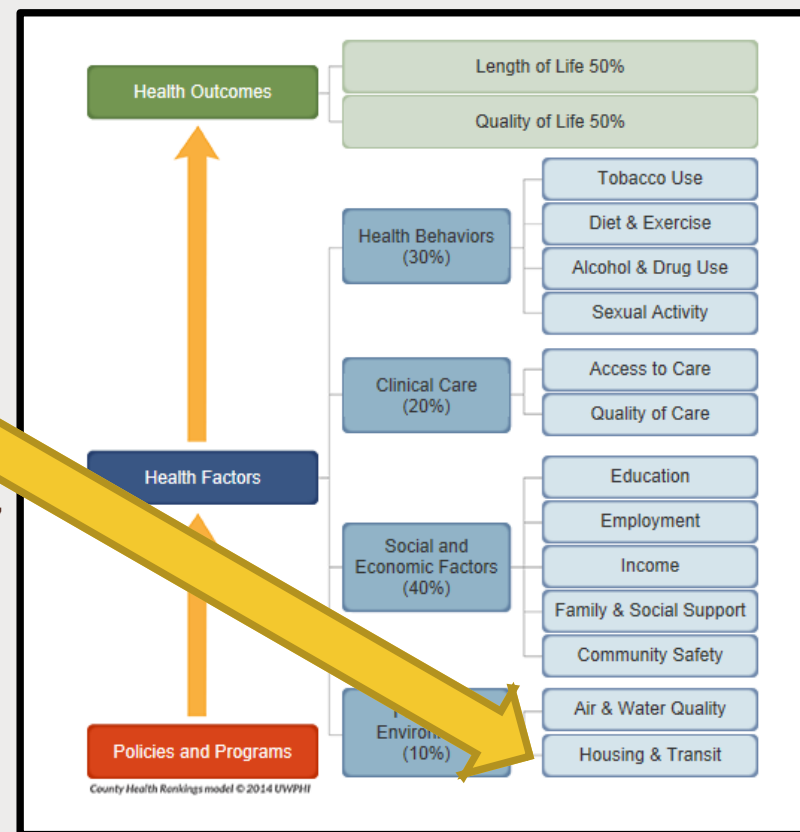 Health Outcomes
Length of Life 50%
Quality of Life 50%
Health Behaviors
(30%)
Tobacco Use
Diet & Exercise
Alcohol & Drug Use
Sexual Activity
Clinical Care
(20%)
Access to Care
Quality of Care
Health Factors
Social and
Economic Factors
(40%)
Education
Employment
Income
Family & Social Support
Community Safety
(10%)
Air & Water Quality
Housing & Transit
Policies and Programs
County Health Rankings model © 2014 UWPHI